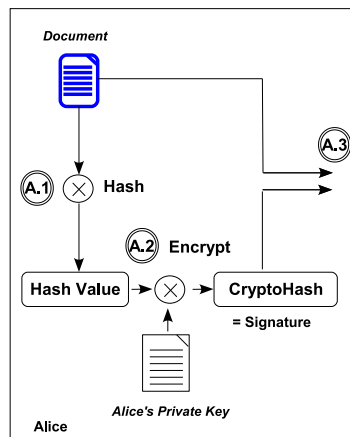 Document
A.3
A.1 Hash
A.2 Encrypt
Hash Value
CryptoHash
= Signature
Alice's Private Key
Alice